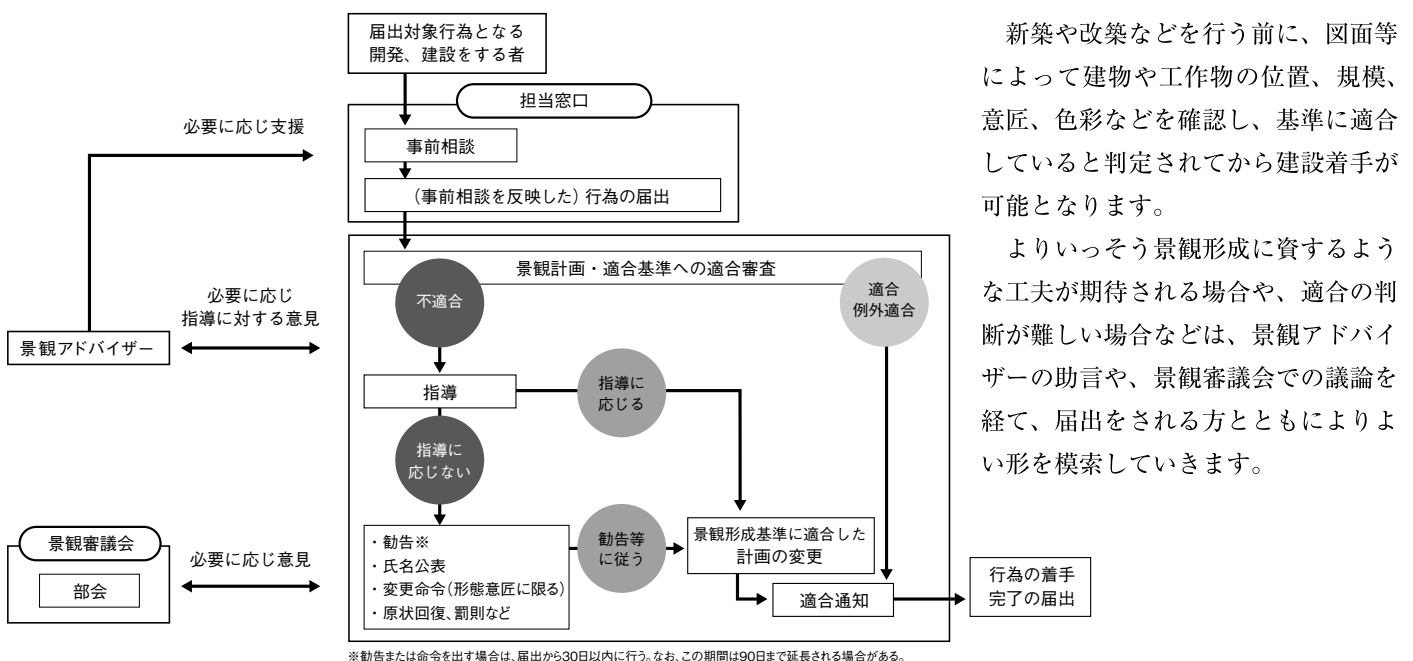 届出対象行為となる
開発、建設をする者
担当窓口
事前相談
（事前相談を反映した）行為の届出
必要に応じ支援
景観計画・適合基準への適合審査
不適合
適合
例外適合
必要に応じ
指導に対する意見
景観アドバイザー
指導
指導に
応じる
指導に
応じない
・勧告※
・氏名公表
・変更命令（形態意匠に限る）
・原状回復、罰則など
勧告等
に従う
景観形成基準に適合した
計画の変更
適合通知
行為の着手
完了の届出
景観審議会
部会
必要に応じ意見
※勧告または命令を出す場合は、届出から30日以内に行う。なお、この期間は90日まで延長される場合がある。
新築や改築などを行う前に、図面等
によって建物や工作物の位置、規模、
意匠、色彩などを確認し、基準に適合
していると判定されてから建設着手が
可能となります。
よりいっそう景観形成に資するよう
な工夫が期待される場合や、適合の判
断が難しい場合などは、景観アドバイ
ザーの助言や、景観審議会での議論を
経て、届出をされる方とともによりよ
い形を模索していきます。